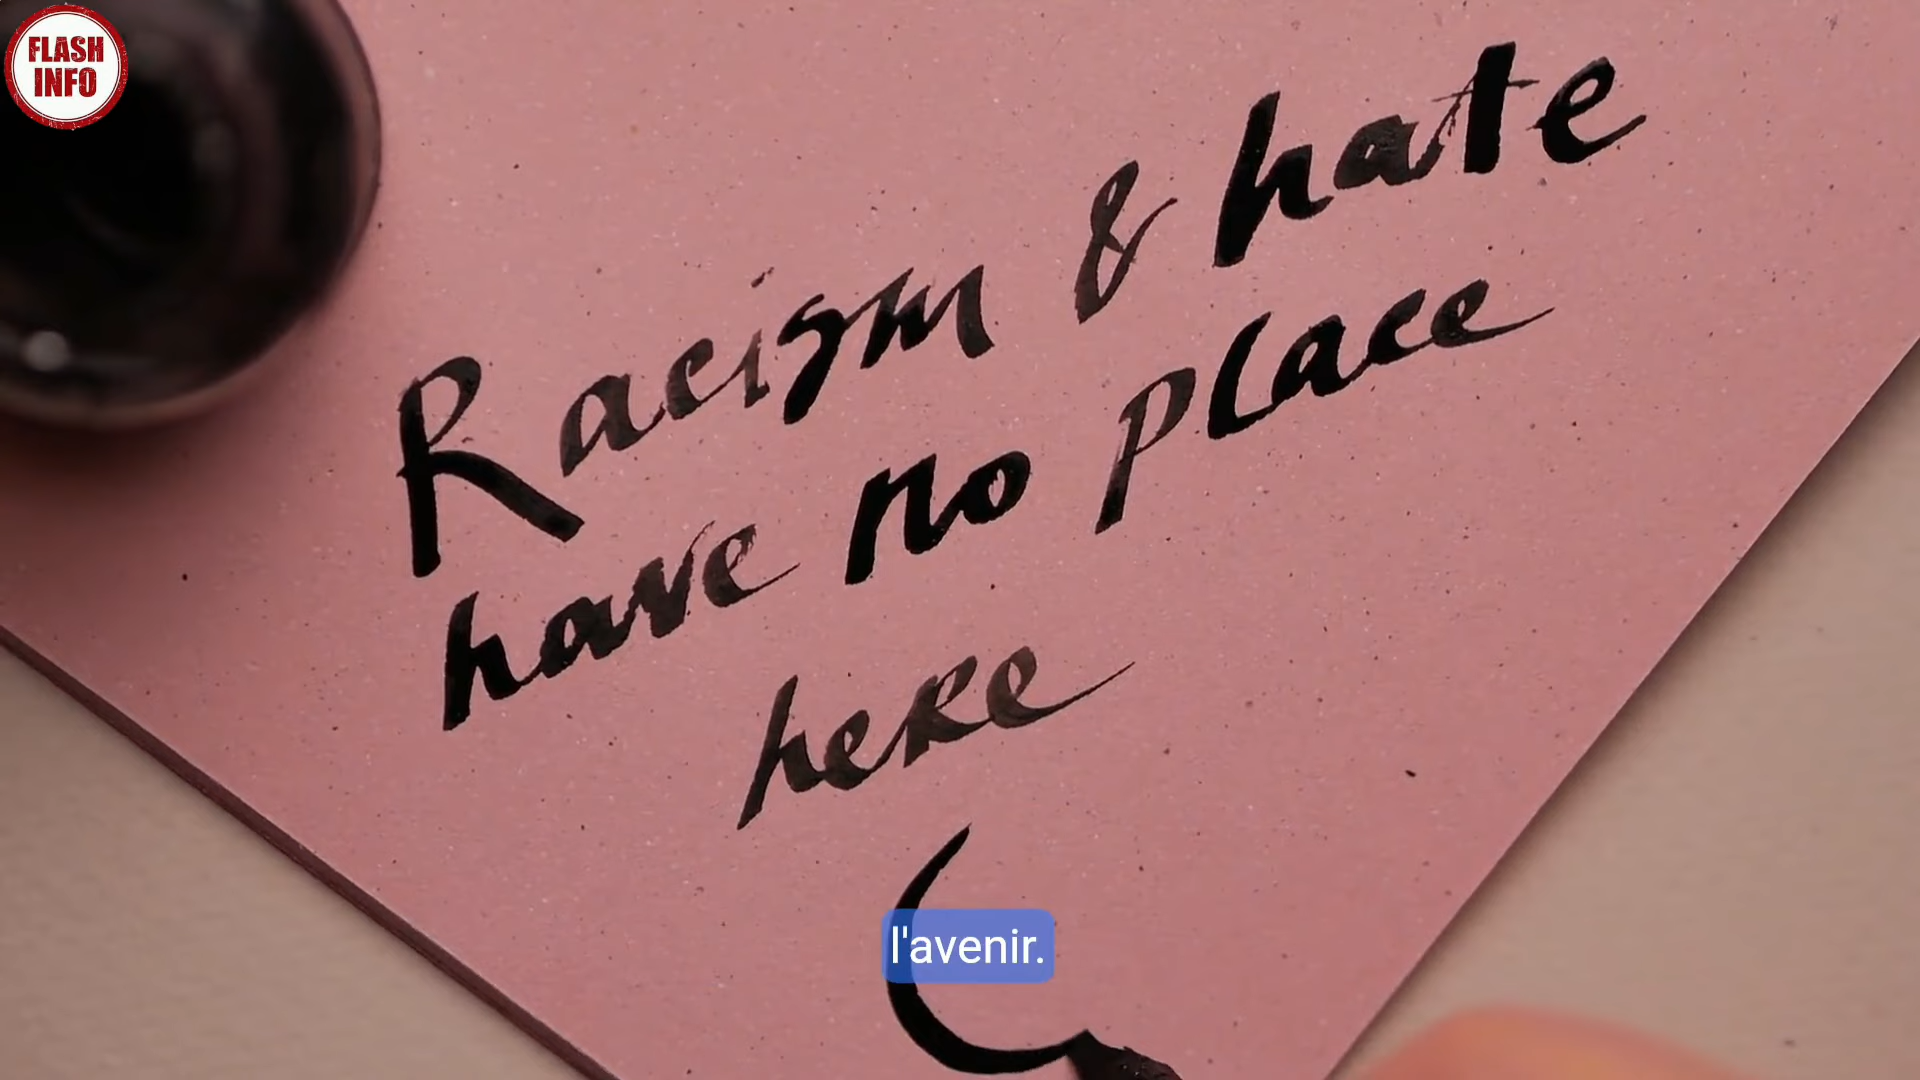 FLASH
INFO
Racism & hate
have no place
here
l'avenir.